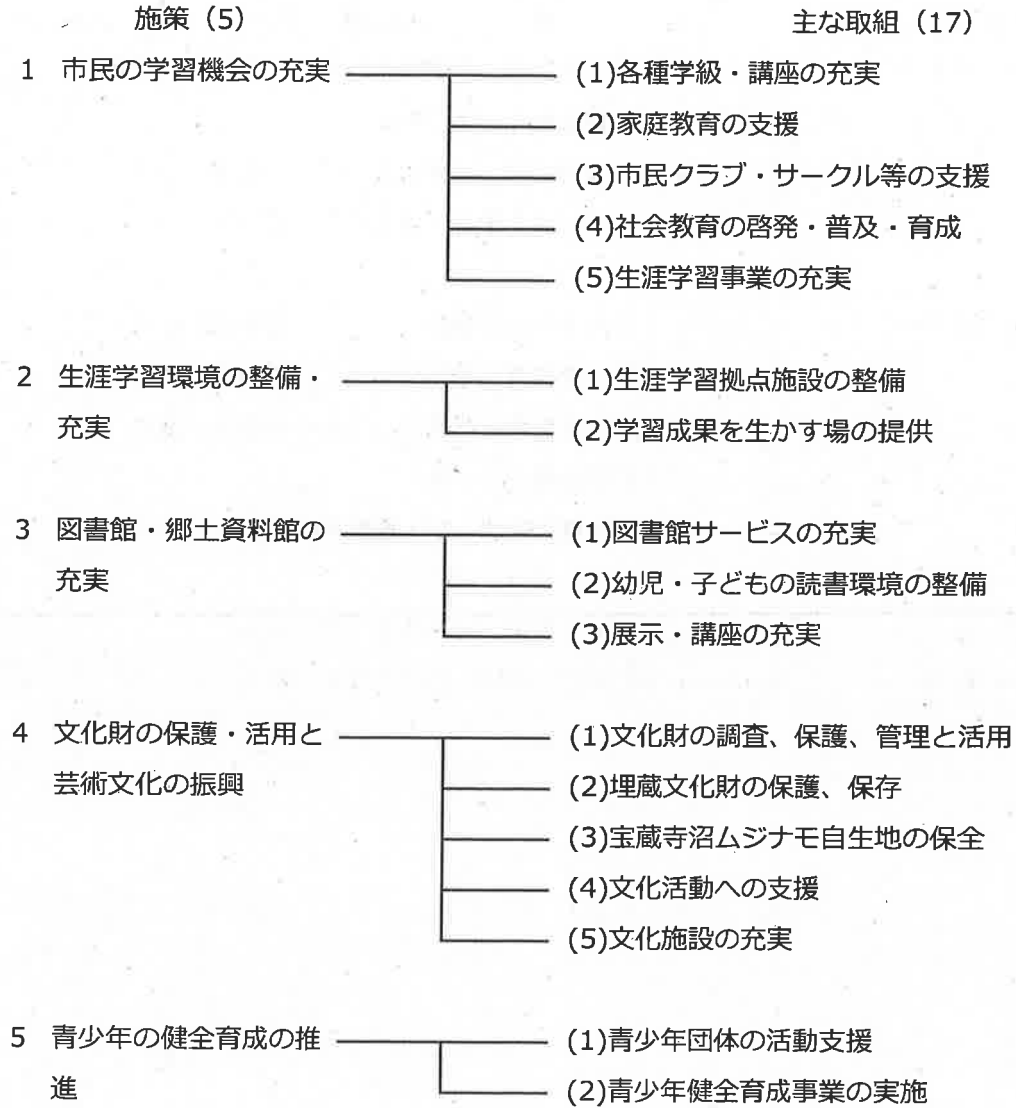 施策（5）　主な取組（17）
1　市民の学習機会の充実　(1)各種学級・講座の充実
(2)家庭教育の支援
(3)市民クラブ・サークル等の支援
(4)社会教育の啓発・普及・育成
(5)生涯学習事業の充実
2　生涯学習環境の整備・　(1)生涯学習拠点施設の整備
充実　(2)学習成果を生かす場の提供
3　図書館・郷土資料館の　(1)図書館サービスの充実
充実　(2)幼児・子どもの読書環境の整備
(3)展示・講座の充実
4　文化財の保護・活用と　(1)文化財の調査、保護、管理と活用
芸術文化の振興　(2)埋蔵文化財の保護、保存
(3)宝蔵寺沼ムジナモ自生地の保全
(4)文化活動への支援
(5)文化施設の充実
5　青少年の健全育成の推　(1)青少年団体の活動支援
進　(2)青少年健全育成事業の実施